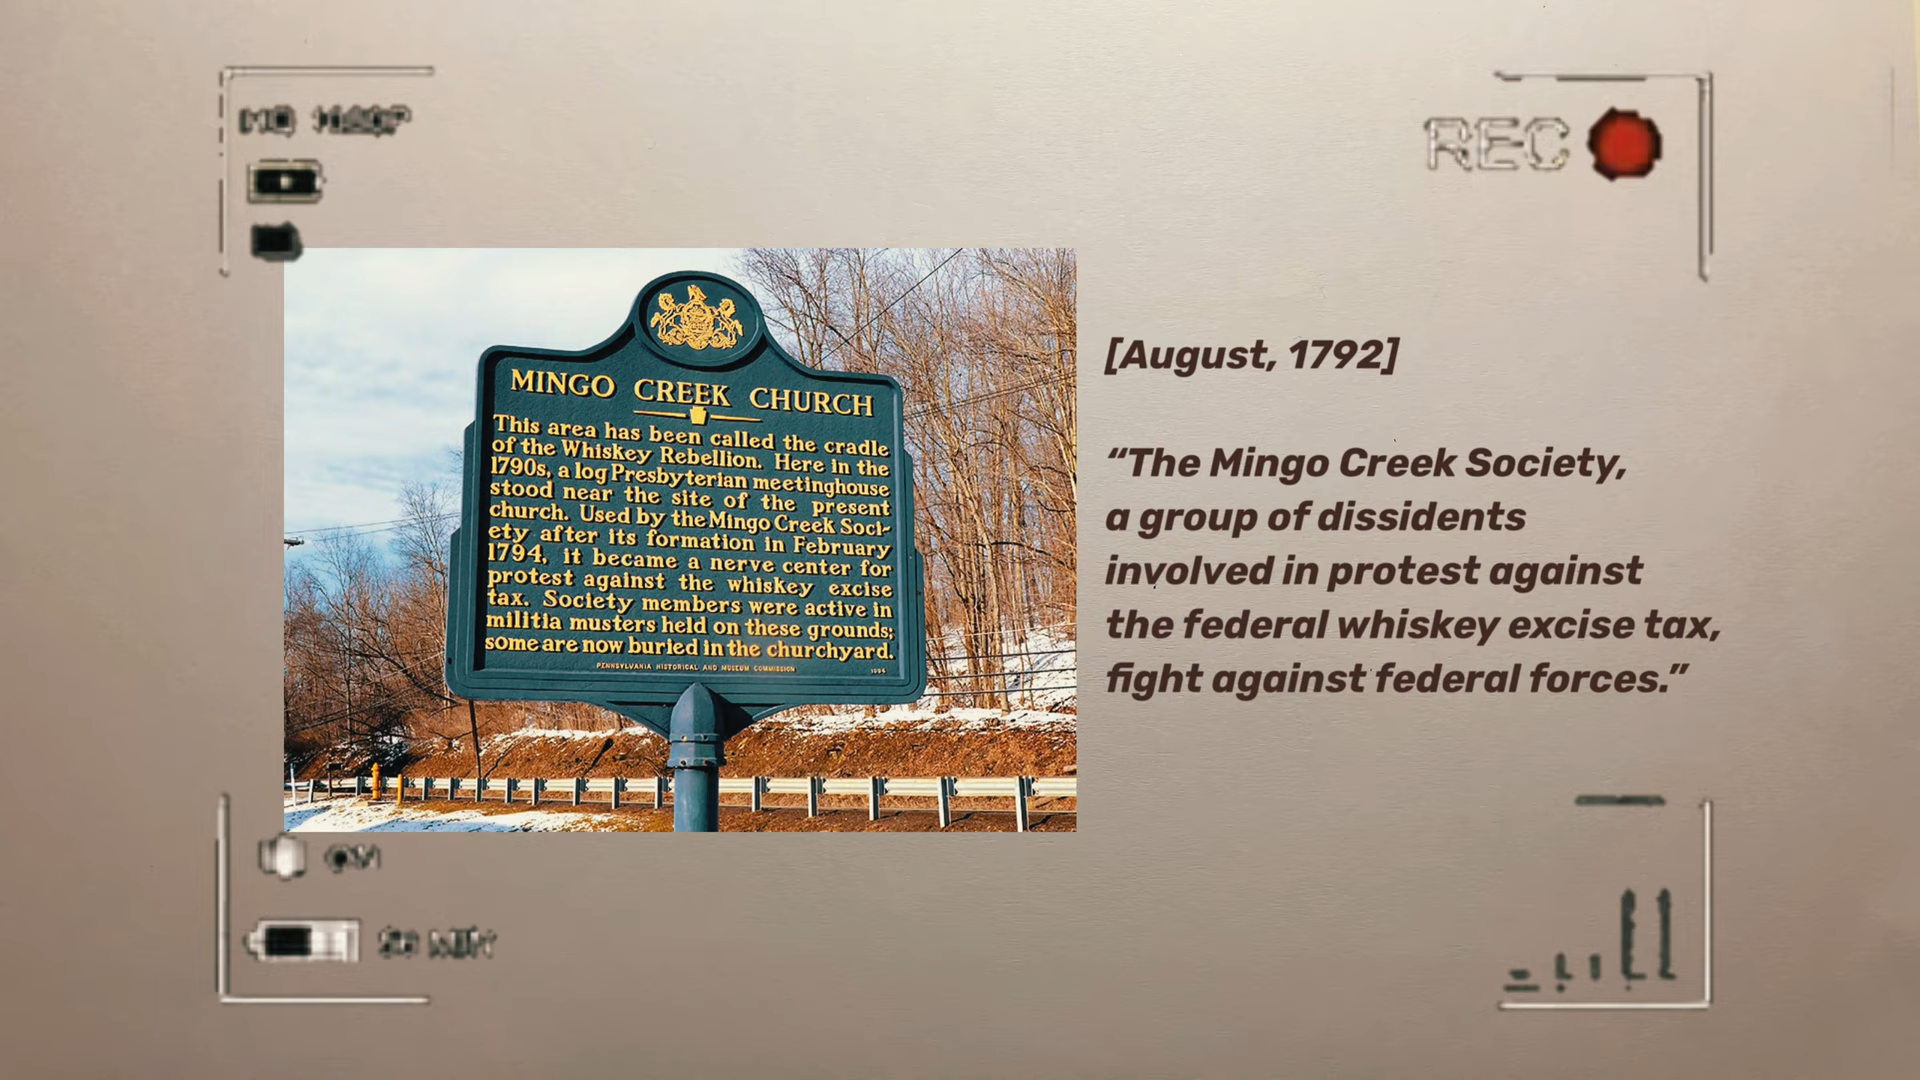 REC
MINGO CREEK CHURCH
This area has been called the cradle
of the Whiskey Rebellion. Here in the
1790s, a log Presbyterian meetinghouse
stood near the site of the present
church. Used by the Mingo Creek Soci-
ety after its formation in February
1794, it became a nerve center for
protest against the whiskey excise
tax. Society members were active in
militia musters held on these grounds;
some are now buried in the churchyard.
PENNSYLVANIA HISTORICAL AND MUSEUM COMMISSION
[August, 1792]
“The Mingo Creek Society,
a group of dissidents
involved in protest against
the federal whiskey excise tax,
fight against federal forces.”